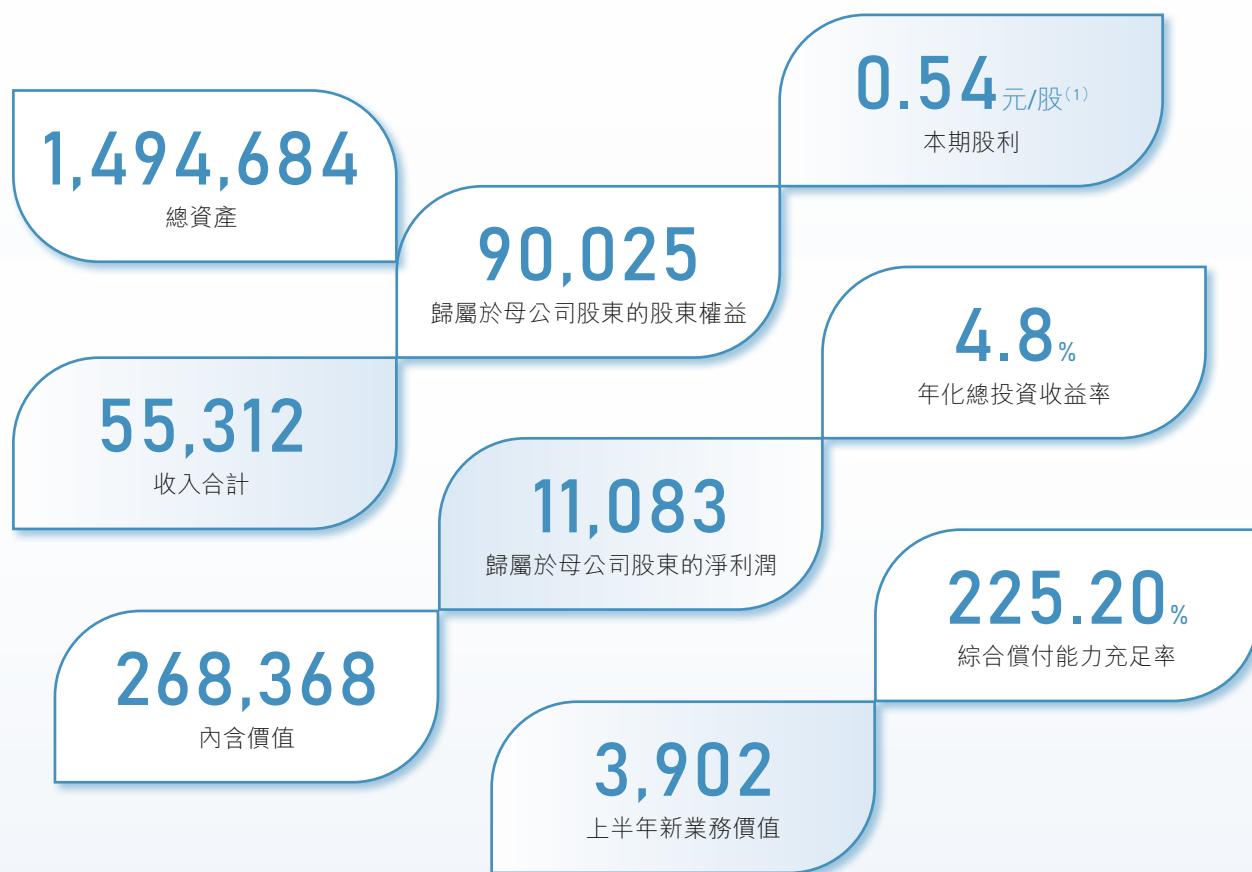 0.54元/股(1)
本期股利
1,494,684
總資產
90,025
歸屬於母公司股東的股東權益
4.8%
年化總投資收益率
55,312
收入合計
11,083
歸屬於母公司股東的淨利潤
225.20%
綜合償付能力充足率
268,368
內含價值
3,902
上半年新業務價值